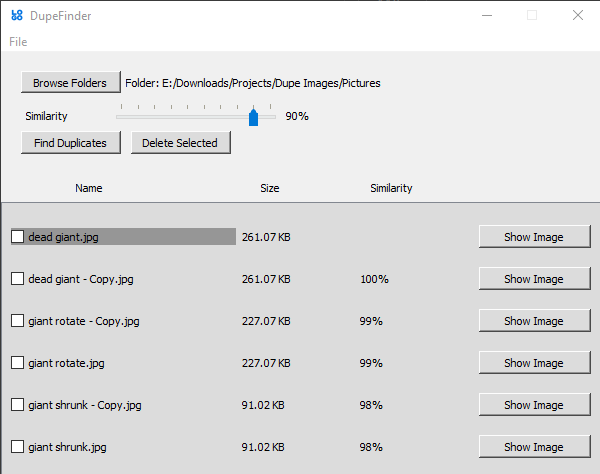 DupeFinder
File
Browse Folders Folder: E:/Downloads/Projects/Dupe Images/Pictures
Similarity 90%
Find Duplicates Delete Selected
Name Size Similarity
dead giant.jpg 261.07 KB Show Image
dead giant - Copy.jpg 261.07 KB 100% Show Image
giant rotate - Copy.jpg 227.07 KB 99% Show Image
giant rotate.jpg 227.07 KB 99% Show Image
giant shrunk - Copy.jpg 91.02 KB 98% Show Image
giant shrunk.jpg 91.02 KB 98% Show Image